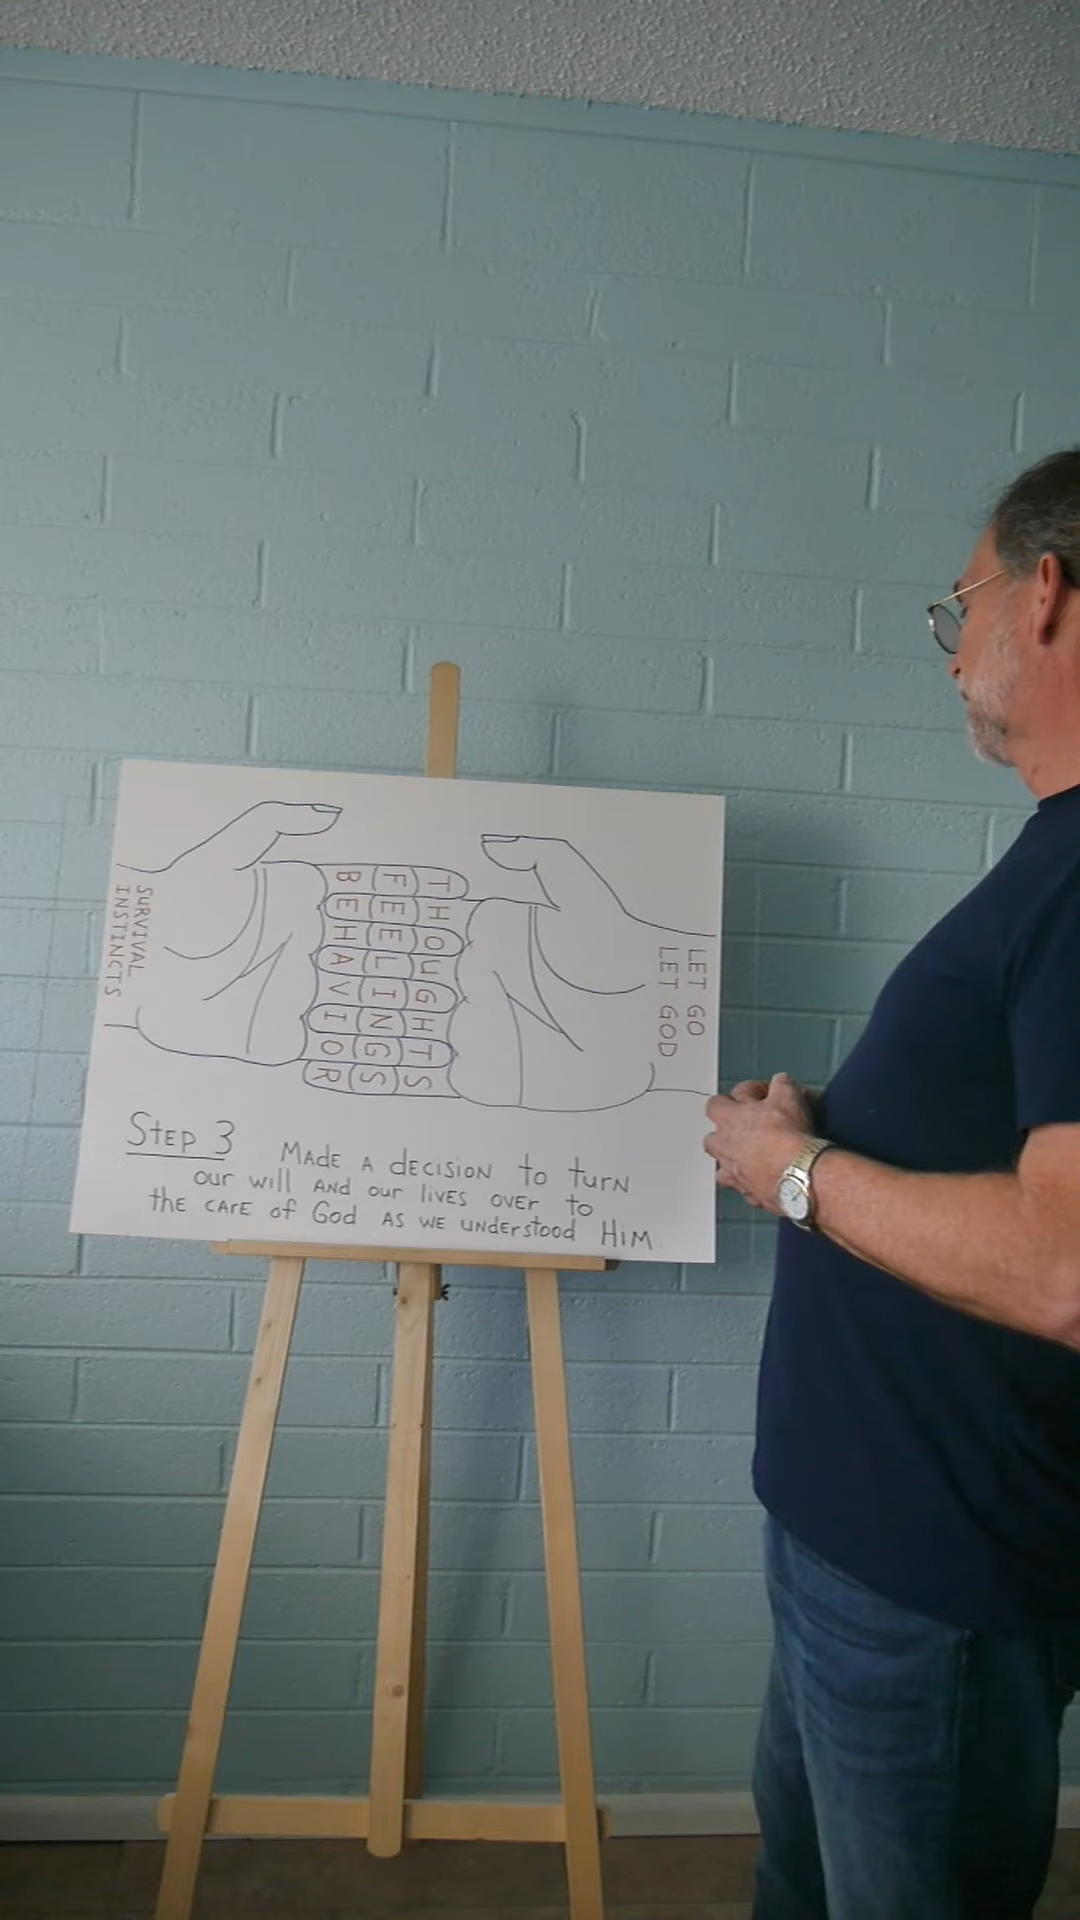 SURVIVAL
INSTINCTS
THOUGHTS
FEELINGS
BEHAVIOR
LET GO
LET GOD
STEP 3 MADE A DECISION to turN
our will AND our liVES oVEr to
thE CArE of God AS WE uNderstood HiM.